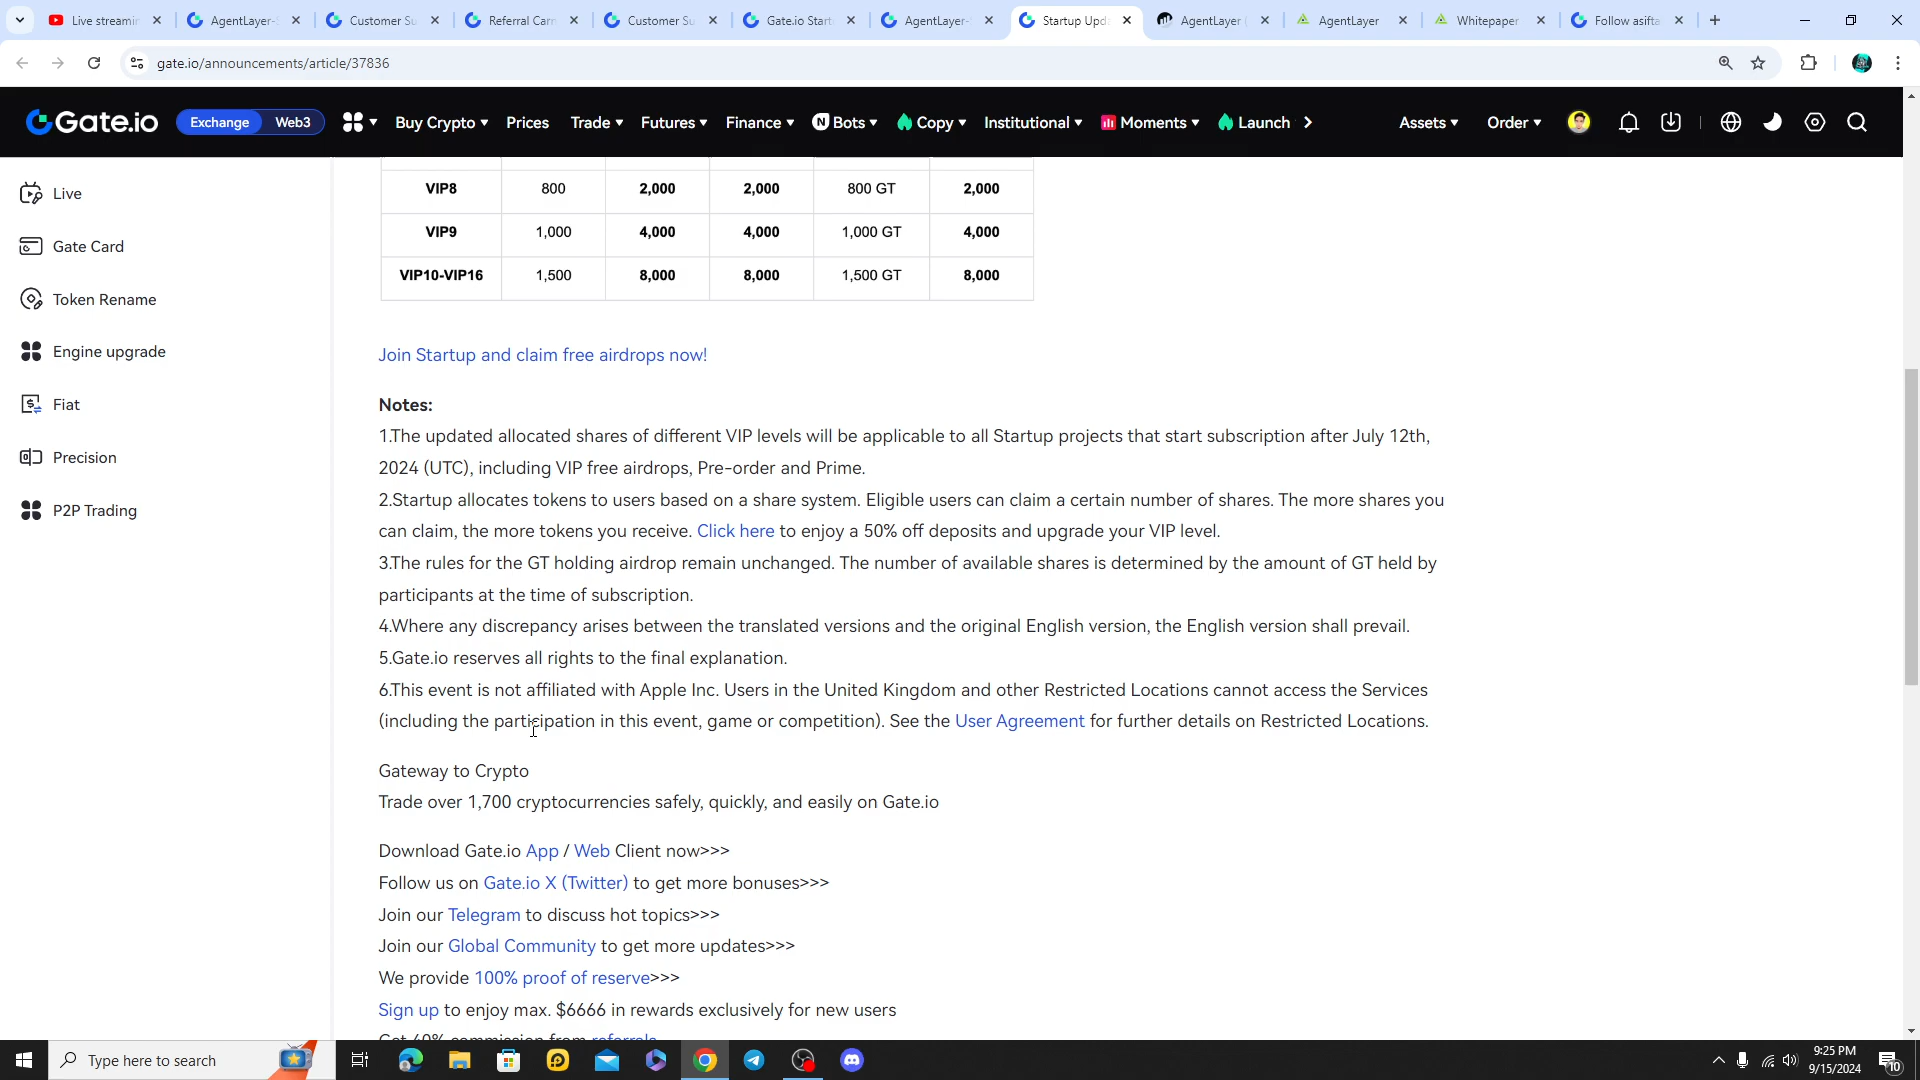 Live streamin
AgentLayer-S
Customer Su
Referral Cam
Customer Su
Gate.io Start
AgentLayer-S
Startup Upda
AgentLayer (
AgentLayer
Whitepaper
Follow asifta
gate.io/announcements/article/37836
Gate.io
Exchange Web3
Buy Crypto Prices Trade Futures Finance Bots Copy Institutional Moments Launch Assets Order
Live
Gate Card
Token Rename
Engine upgrade
Fiat
Precision
P2P Trading
VIP8 800 2,000 2,000 800 GT 2,000
VIP9 1,000 4,000 4,000 1,000 GT 4,000
VIP10-VIP16 1,500 8,000 8,000 1,500 GT 8,000
Join Startup and claim free airdrops now!
Notes:
1.The updated allocated shares of different VIP levels will be applicable to all Startup projects that start subscription after July 12th,
2024 (UTC), including VIP free airdrops, Pre-order and Prime.
2.Startup allocates tokens to users based on a share system. Eligible users can claim a certain number of shares. The more shares you
can claim, the more tokens you receive. Click here to enjoy a 50% off deposits and upgrade your VIP level.
3.The rules for the GT holding airdrop remain unchanged. The number of available shares is determined by the amount of GT held by
participants at the time of subscription.
4.Where any discrepancy arises between the translated versions and the original English version, the English version shall prevail.
5.Gate.io reserves all rights to the final explanation.
6.This event is not affiliated with Apple Inc. Users in the United Kingdom and other Restricted Locations cannot access the Services
(including the participation in this event, game or competition). See the User Agreement for further details on Restricted Locations.
Gateway to Crypto
Trade over 1,700 cryptocurrencies safely, quickly, and easily on Gate.io
Download Gate.io App / Web Client now>>>
Follow us on Gate.io X (Twitter) to get more bonuses>>>
Join our Telegram to discuss hot topics>>>
Join our Global Community to get more updates>>>
We provide 100% proof of reserve>>>
Sign up to enjoy max. $6666 in rewards exclusively for new users
Get 40% commission from referrals
Type here to search
9:25 PM
9/15/2024
10